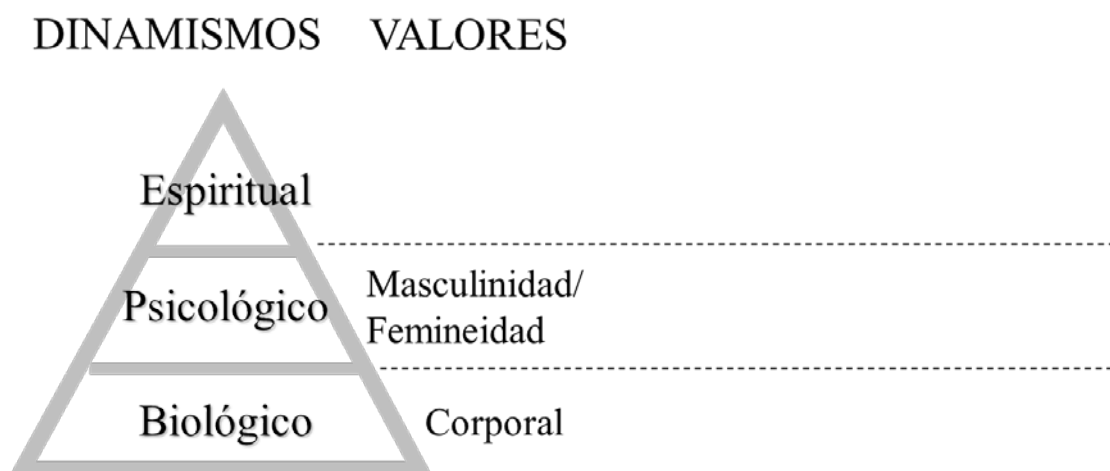 DINAMISMOS VALORES
Espiritual
Psicológico
Masculinidad/
Femineidad
Biológico
Corporal